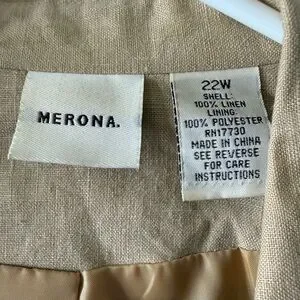 MERONA.
22W
SHELL:
100% LINEN
LINING:
100% POLYESTER
RN17730
MADE IN CHINA
SEE REVERSE
FOR CARE
INSTRUCTIONS